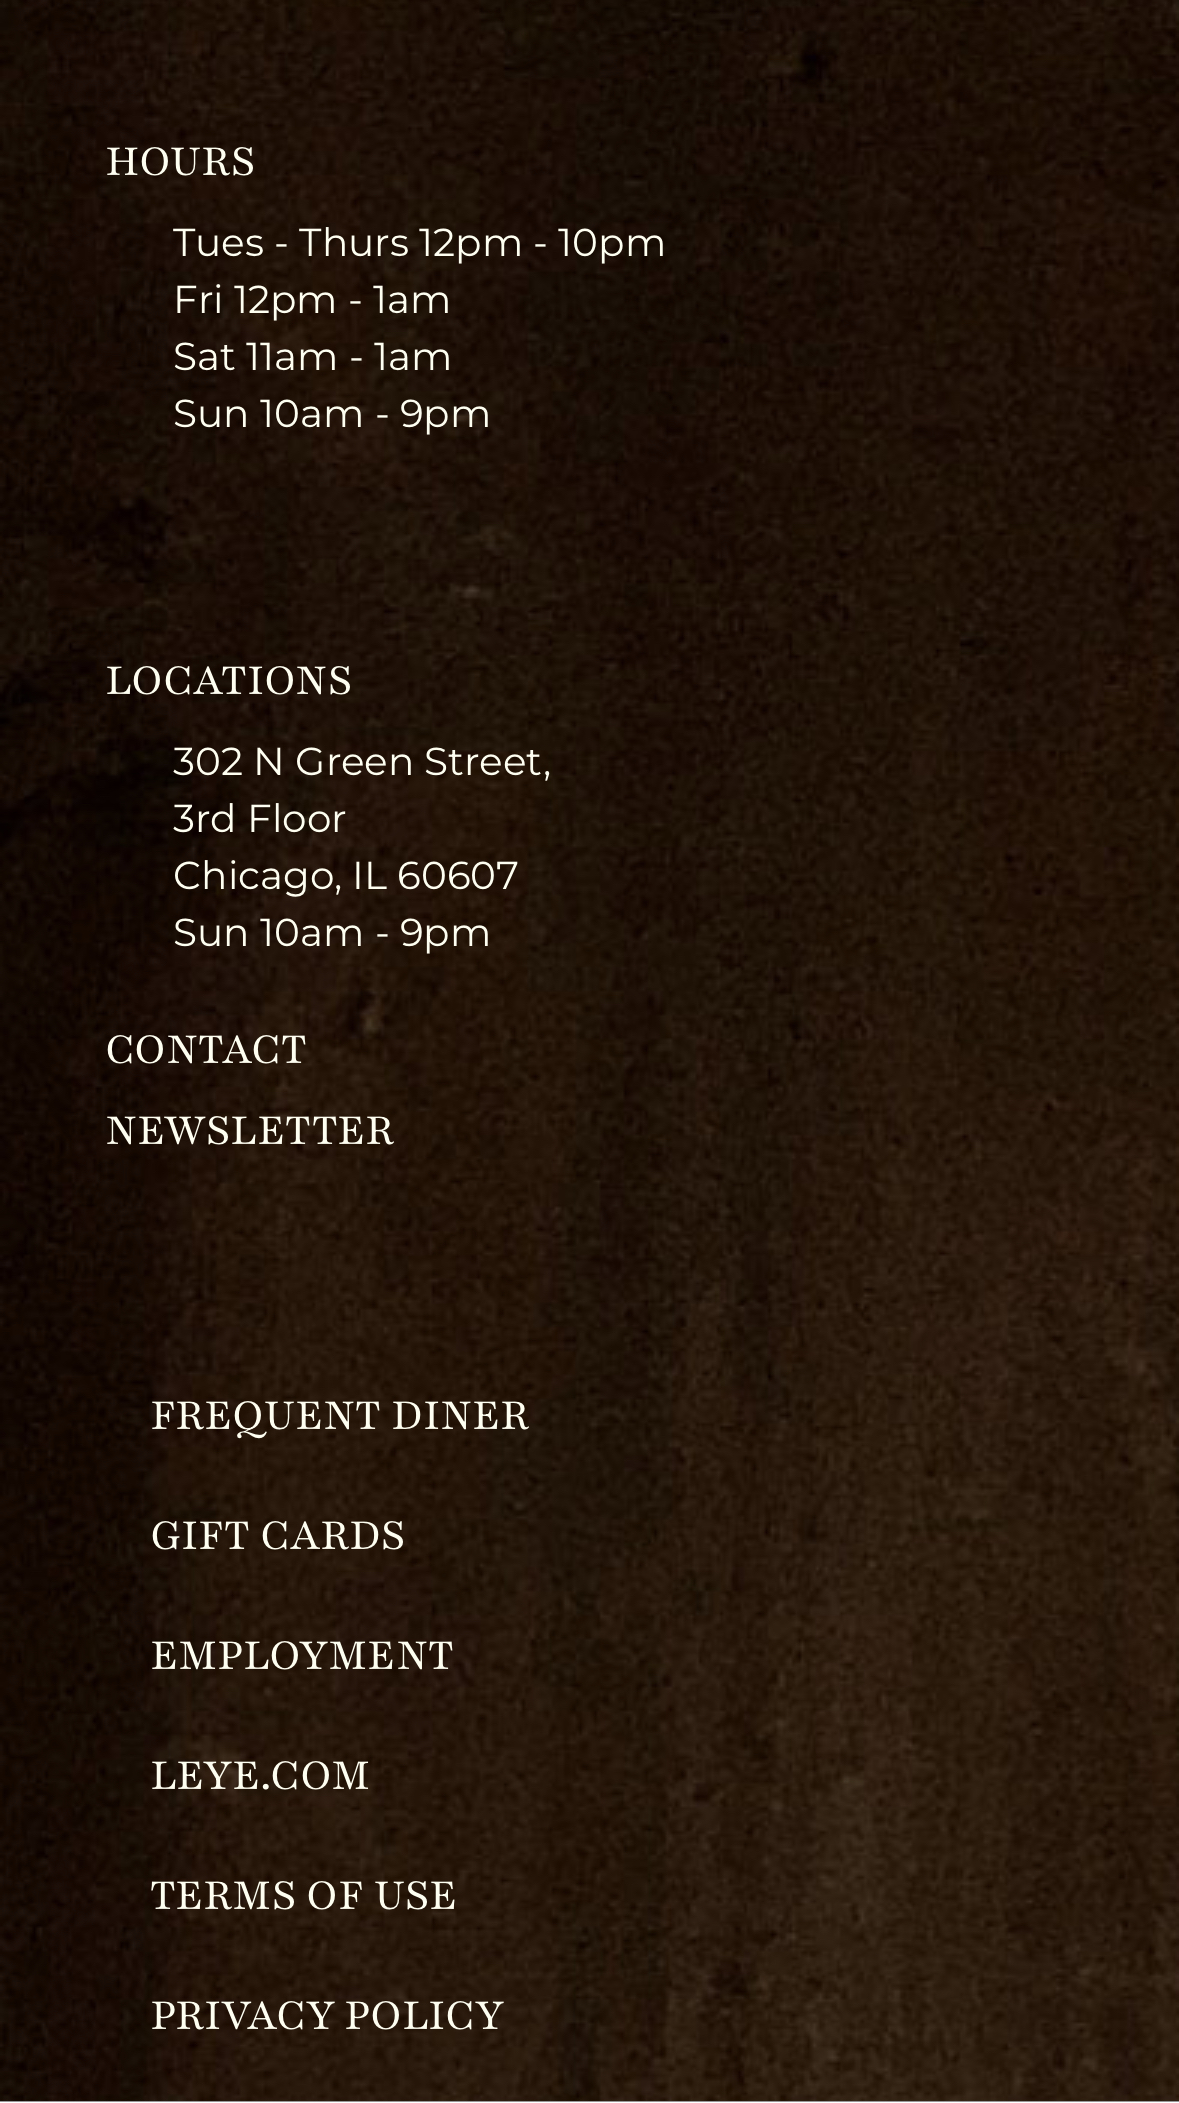 HOURS
Tues - Thurs 12pm - 10pm
Fri 12pm - 1am
Sat 11am - 1am
Sun 10am - 9pm
LOCATIONS
302 N Green Street,
3rd Floor
Chicago, IL 60607
Sun 10am - 9pm
CONTACT
NEWSLETTER
FREQUENT DINER
GIFT CARDS
EMPLOYMENT
LEYE.COM
TERMS OF USE
PRIVACY POLICY